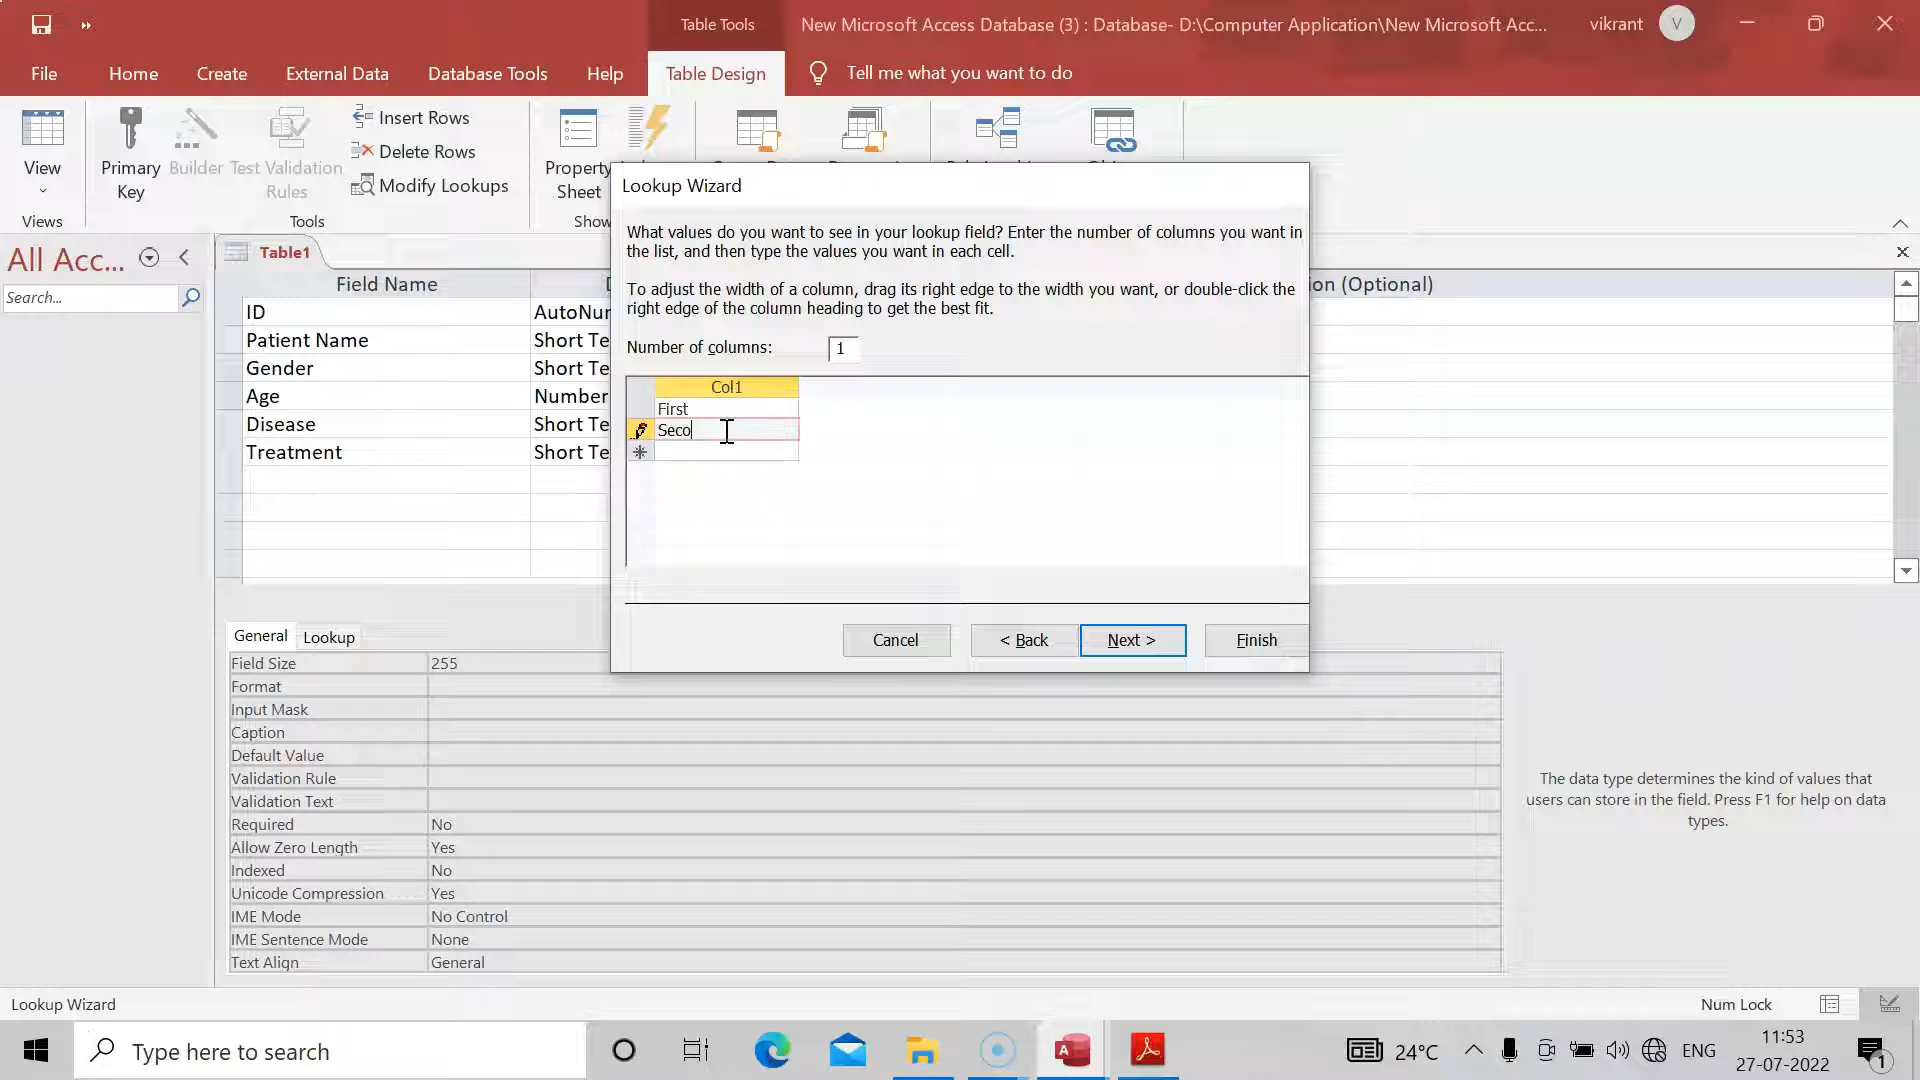 Table Tools
New Microsoft Access Database (3) : Database- D:\Computer Application\New Microsoft Acc...
vikrant
V
File
Home
Create
External Data
Database Tools
Help
Table Design
Tell me what you want to do
View
Views
Primary
Key
Builder
Test Validation
Rules
Insert Rows
Delete Rows
Modify Lookups
Tools
Property
Sheet
Show
All Acc...
Search...
Table1
Field Name
ion (Optional)
ID
AutoNum
Patient Name
Short Te
Gender
Short Te
Age
Number
Disease
Short Te
Treatment
Short Te
Lookup Wizard
What values do you want to see in your lookup field? Enter the number of columns you want in
the list, and then type the values you want in each cell.
To adjust the width of a column, drag its right edge to the width you want, or double-click the
right edge of the column heading to get the best fit.
Number of columns:
1
Col1
First
Seco
Cancel
< Back
Next >
Finish
General
Lookup
Field Size 255
Format
Input Mask
Caption
Default Value
Validation Rule
Validation Text
Required No
Allow Zero Length Yes
Indexed No
Unicode Compression Yes
IME Mode No Control
IME Sentence Mode None
Text Align General
The data type determines the kind of values that
users can store in the field. Press F1 for help on data
types.
Lookup Wizard
Num Lock
Type here to search
24°C
ENG
11:53
27-07-2022
1